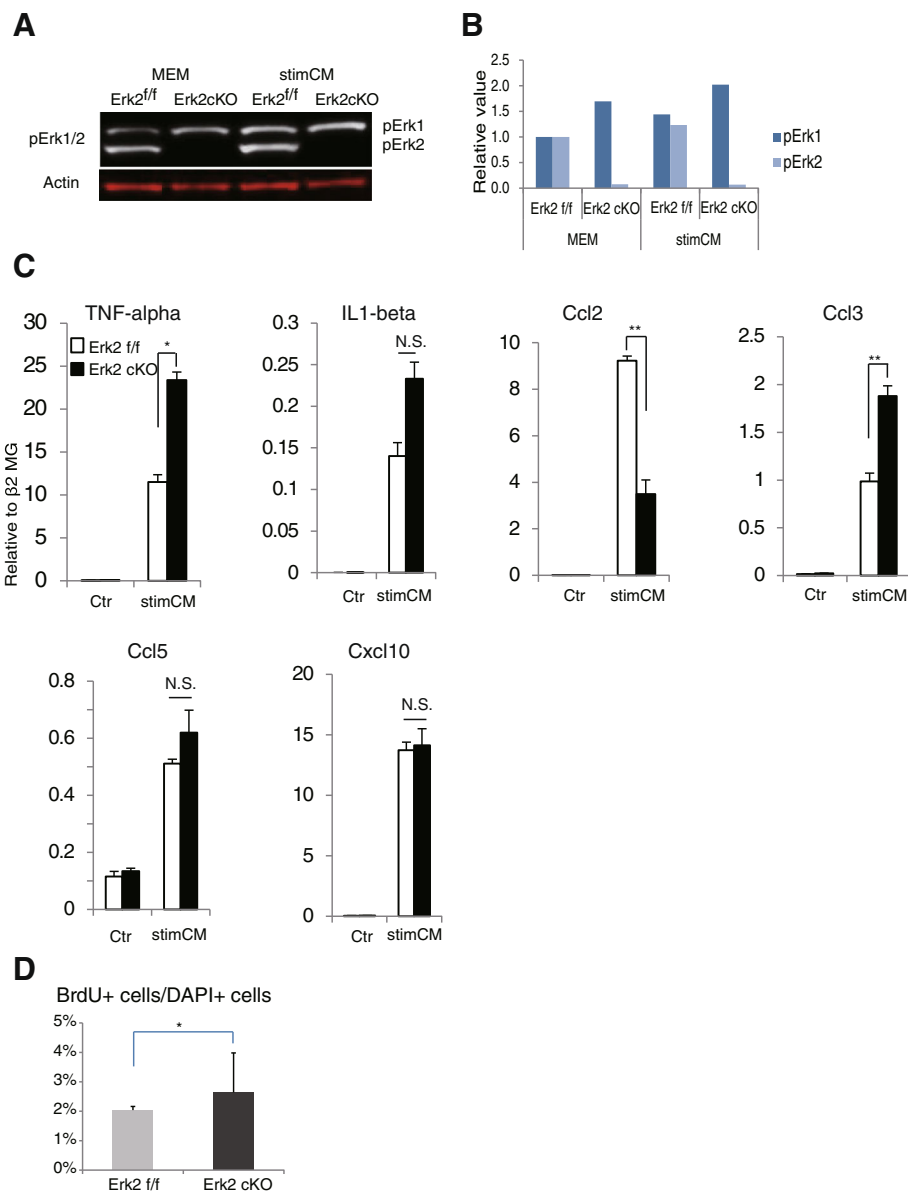 A
MEM stimCM
Erk2f/f Erk2cKO Erk2f/f Erk2cKO
pErk1/2
pErk1
pErk2
Actin
B
Relative value
2.5
2.0
1.5
1.0
0.5
0.0
pErk1
pErk2
Erk2 f/f Erk2 cKO Erk2 f/f Erk2 cKO
MEM stimCM
C
TNF-alpha
Relative to β2 MG
30
25
20
15
10
5
0
Erk2 f/f
Erk2 cKO
*
Ctr stimCM
IL1-beta
0.3
0.25
0.2
0.15
0.1
0.05
0
N.S.
Ctr stimCM
Ccl2
10
8
6
4
2
0
**
Ctr stimCM
Ccl3
2.5
2
1.5
1
0.5
0
**
Ctr stimCM
Ccl5
0.8
0.6
0.4
0.2
0
N.S.
Ctr stimCM
Cxcl10
20
15
10
5
0
N.S.
Ctr stimCM
D
BrdU+ cells/DAPI+ cells
5%
4%
3%
2%
1%
0%
*
Erk2 f/f Erk2 cKO